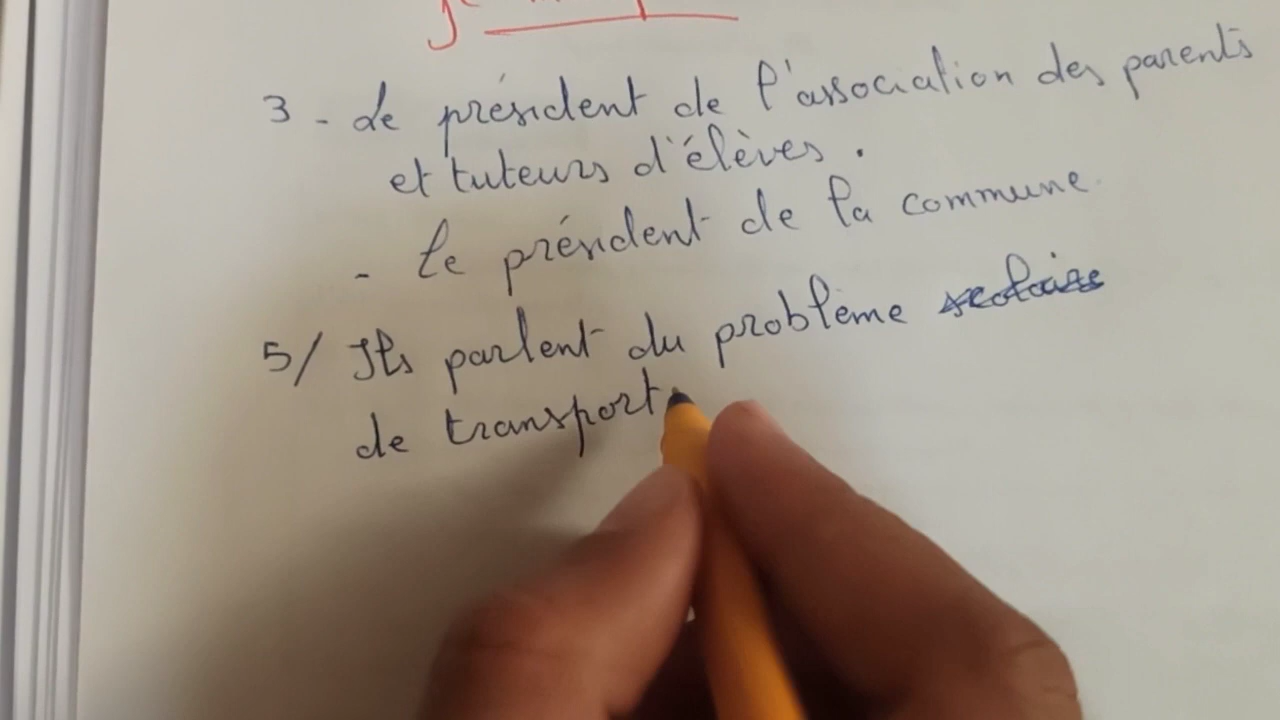 3 - Le président de l'association des parents
et tuteurs d'élèves.
- Le président de la commune.
5/ Ils parlent du problème scolaire
de transport